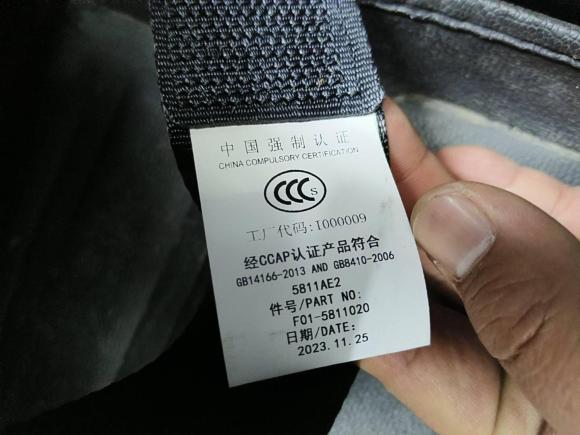 中国强制认证
CHINA COMPULSORY CERTIFICATION
CCC S
工厂代码:I000009
经CCAP认证产品符合
GB14166-2013 AND GB8410-2006
5811AE2
件号/PART NO:
F01-5811020
日期/DATE:
2023.11.25